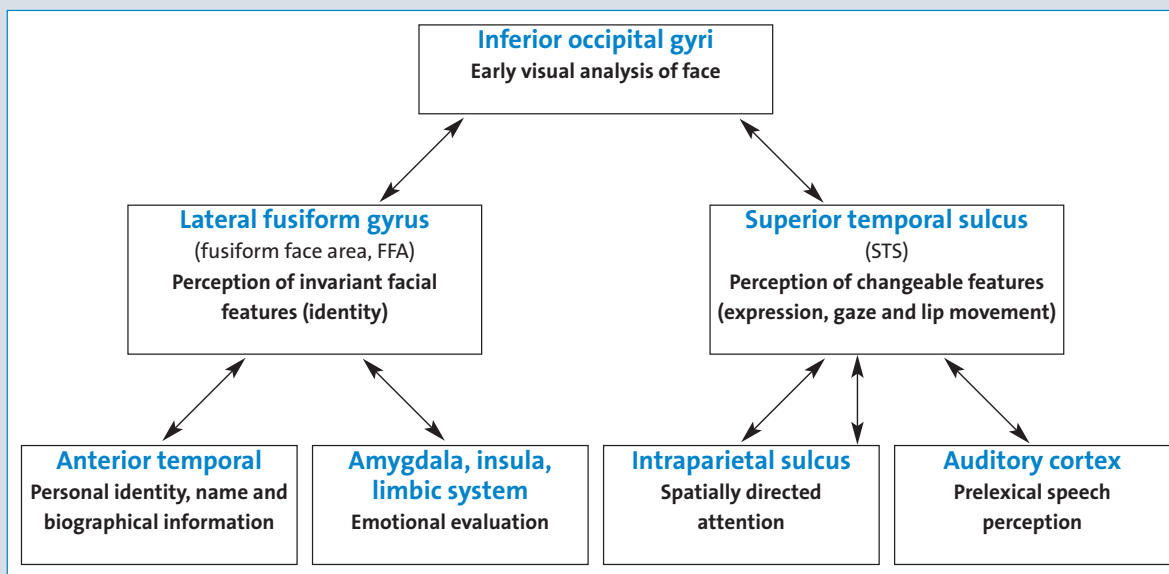 Inferior occipital gyri
Early visual analysis of face
Lateral fusiform gyrus
(fusiform face area, FFA)
Perception of invariant facial
features (identity)
Superior temporal sulcus
(STS)
Perception of changeable features
(expression, gaze and lip movement)
Anterior temporal
Personal identity, name and
biographical information
Amygdala, insula,
limbic system
Emotional evaluation
Intraparietal sulcus
Spatially directed
attention
Auditory cortex
Prelexical speech
perception